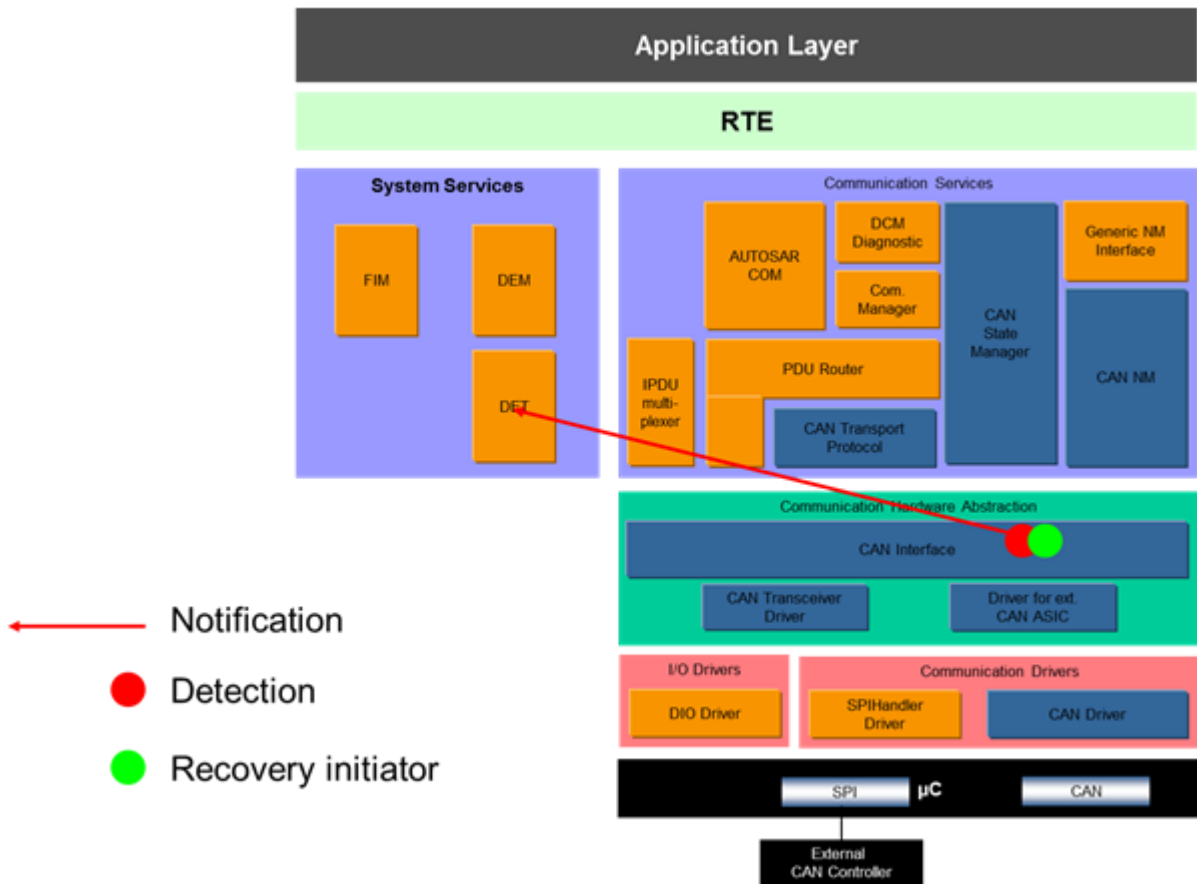 Application Layer
RTE
System Services
Communication Services
FIM
DEM
DET
AUTOSAR
COM
DCM
Diagnostic
Com.
Manager
CAN
State
Manager
Generic NM
Interface
CAN NM
IPDU
multi-
plexer
PDU Router
CAN Transport
Protocol
Communication Hardware Abstraction
CAN Interface
CAN Transceiver
Driver
Driver for ext.
CAN ASIC
Notification
Detection
Recovery initiator
I/O Drivers
DIO Driver
Communication Drivers
SPIHandler
Driver
CAN Driver
SPI
µC
CAN
External
CAN Controller